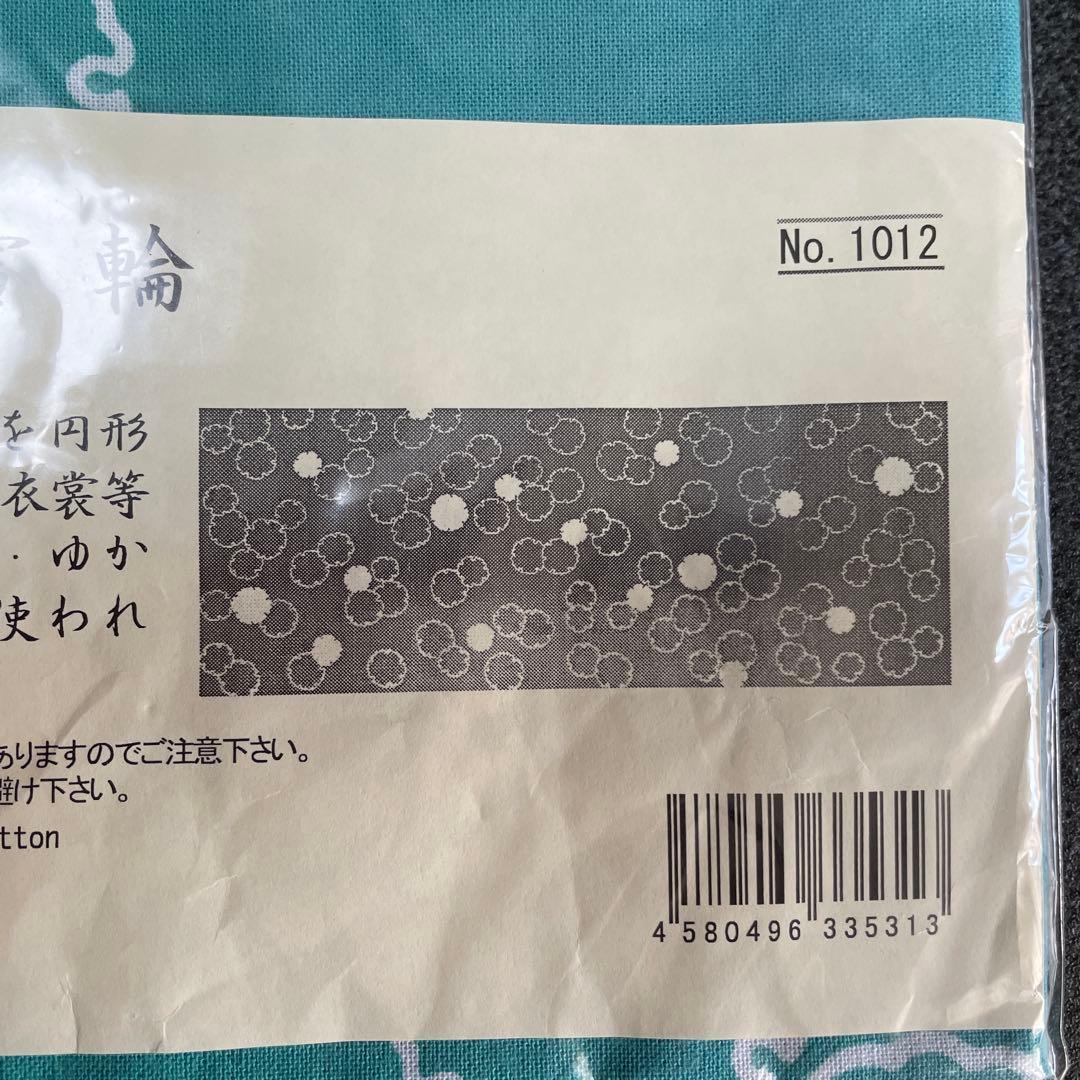 輪
No. 1012
を円形
衣裳等
・ゆか
使われ
ありますのでご注意下さい。
避け下さい。
tton
4 580496 335313